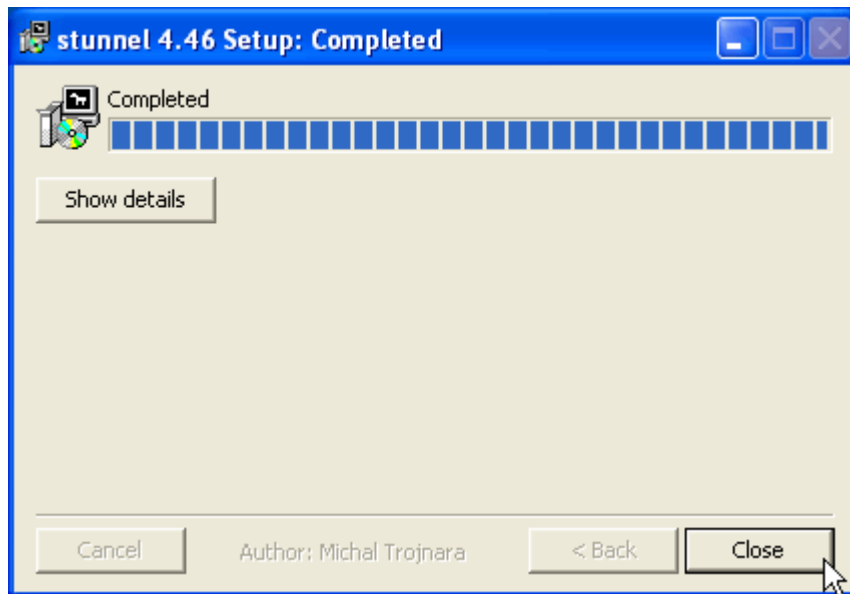 stunnel 4.46 Setup: Completed
Completed
Show details
Cancel
Author: Michal Trojnara
< Back
Close